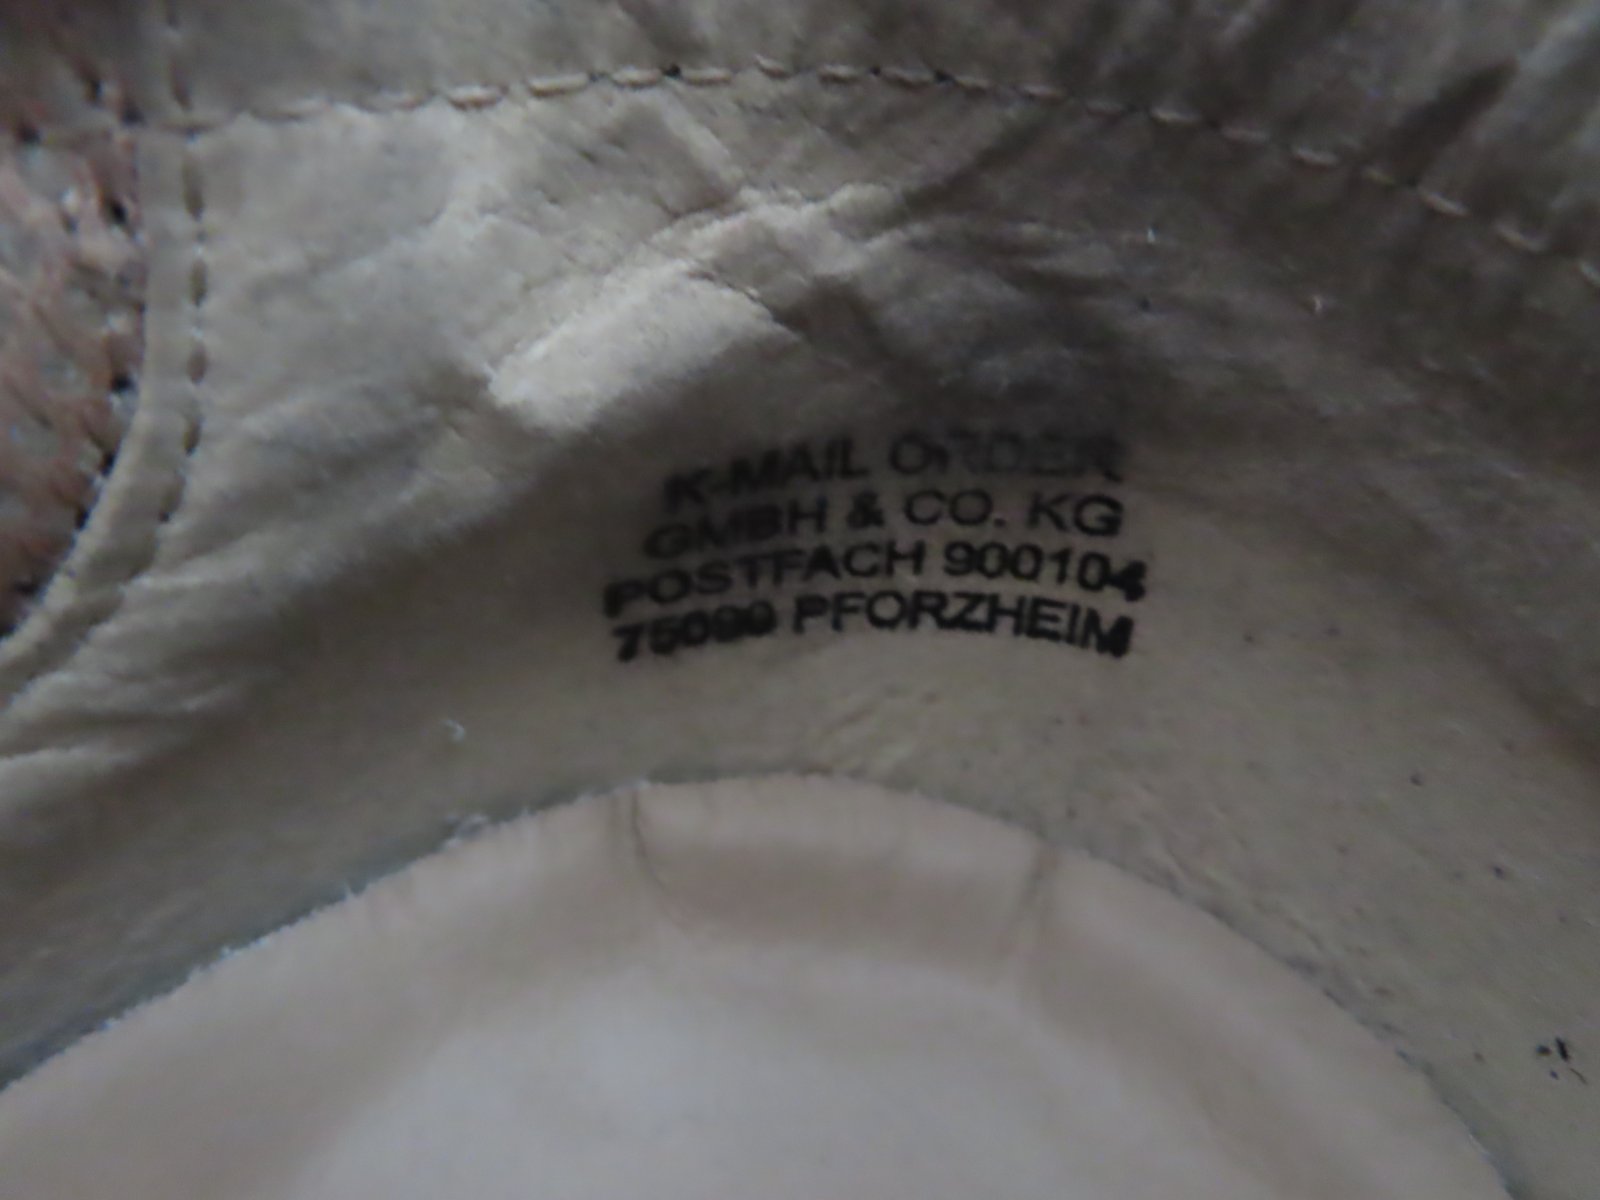 K-MAIL ORDER
GMBH & CO. KG
POSTFACH 900104
75090 PFORZHEIM